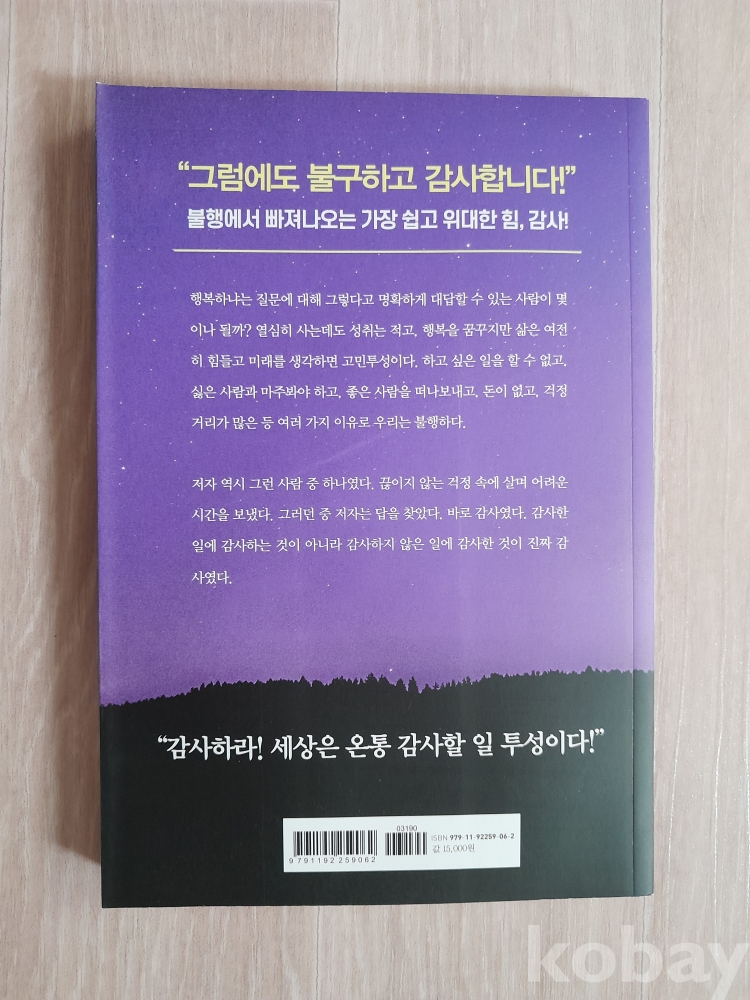 “그럼에도 불구하고 감사합니다!”
불행에서 빠져나오는 가장 쉽고 위대한 힘, 감사!
행복하냐는 질문에 대해 그렇다고 명확하게 대답할 수 있는 사람이 몇
이나 될까? 열심히 사는데도 성취는 적고, 행복을 꿈꾸지만 삶은 여전
히 힘들고 미래를 생각하면 고민투성이다. 하고 싶은 일을 할 수 없고,
싫은 사람과 마주봐야 하고, 좋은 사람을 떠나보내고, 돈이 없고, 걱정
거리가 많은 등 여러 가지 이유로 우리는 불행하다.
저자 역시 그런 사람 중 하나였다. 끊이지 않는 걱정 속에 살며 어려운
시간을 보냈다. 그러던 중 저자는 답을 찾았다. 바로 감사였다. 감사한
일에 감사하는 것이 아니라 감사하지 않은 일에 감사한 것이 진짜 감
사였다.
“감사하라! 세상은 온통 감사할 일 투성이다!”
03190
ISBN 979-11-92259-06-2
값 15,000원
9791192259062
kobay